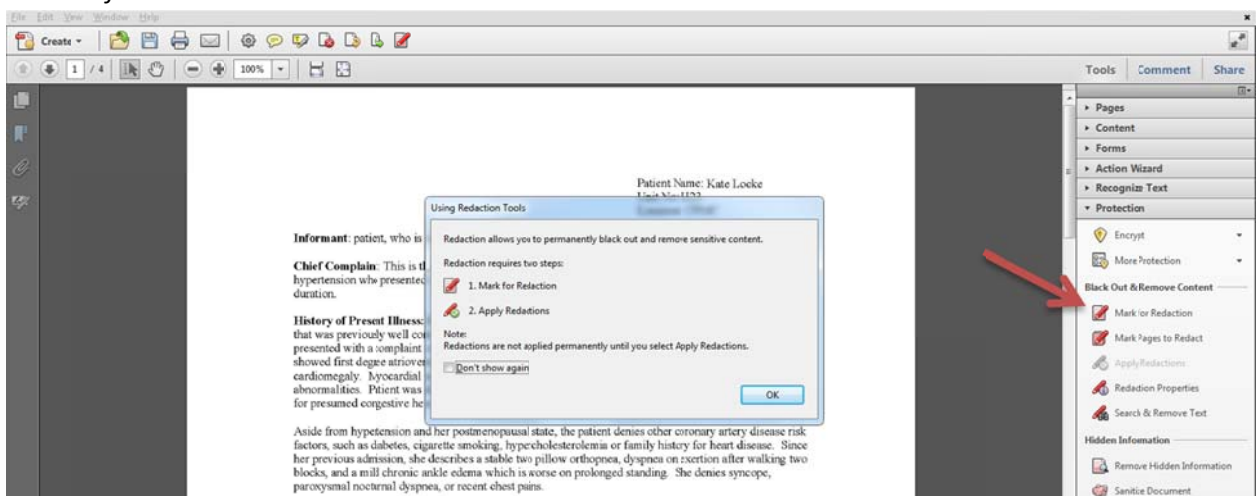 File Edit View Window Help
Create
1 / 4 100% Tools Comment Share
Pages
Content
Forms
Action Wizard
Recognize Text
Protection
Encrypt
More Protection
Black Out & Remove Content
Mark for Redaction
Mark Pages to Redact
Apply Redactions
Redaction Properties
Search & Remove Text
Hidden Information
Remove Hidden Information
Sanitize Document
Patient Name: Kate Locke
Using Redaction Tools
Redaction allows you to permanently black out and remove sensitive content.
Redaction requires two steps:
1. Mark for Redaction
2. Apply Redactions
Note:
Redactions are not applied permanently until you select Apply Redactions.
Don't show again
OK
Informant: patient, who is
Chief Complain: This is
hypertension who presented
duration.
History of Present Illness:
that was previously well
presented with a complaint
showed first degree
cardiomegaly. Myocardial
abnormalities. Patient was
for presumed congestive
Aside from hypetension and her postmenopausal state, the patient denies other coronary artery disease risk
factors, such as diabetes, cigarette smoking, hypercholesterolemia or family history for heart disease. Since
her previous admission, she describes a stable two pillow orthopnea, dyspnea on exertion after walking two
blocks, and a mild chronic ankle edema which is worse on prolonged standing. She denies syncope,
paroxysmal nocturnal dyspnea, or recent chest pains.